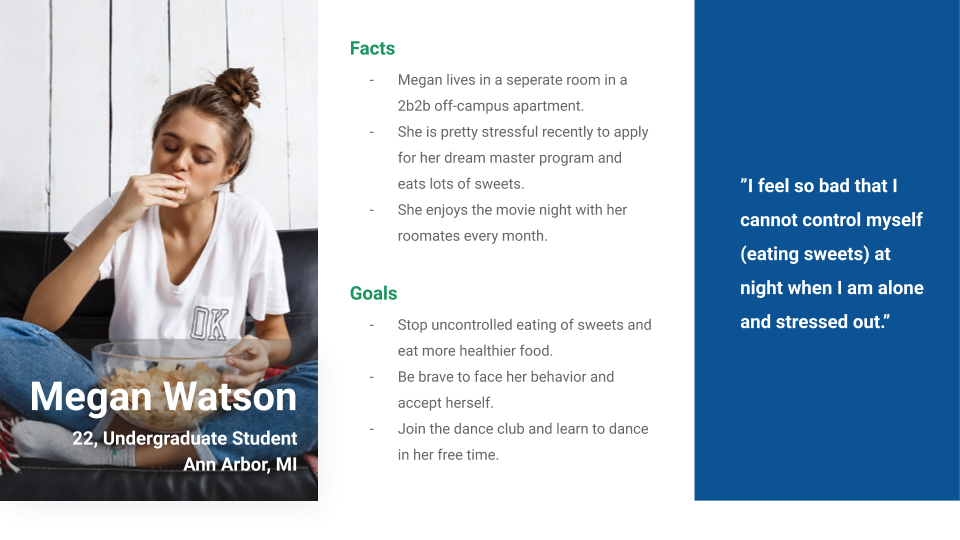 OK
Megan Watson
22, Undergraduate Student
Ann Arbor, MI
Facts
- Megan lives in a seperate room in a
2b2b off-campus apartment.
- She is pretty stressful recently to apply
for her dream master program and
eats lots of sweets.
- She enjoys the movie night with her
roomates every month.
Goals
- Stop uncontrolled eating of sweets and
eat more healthier food.
- Be brave to face her behavior and
accept herself.
- Join the dance club and learn to dance
in her free time.
”I feel so bad that I
cannot control myself
(eating sweets) at
night when I am alone
and stressed out.”